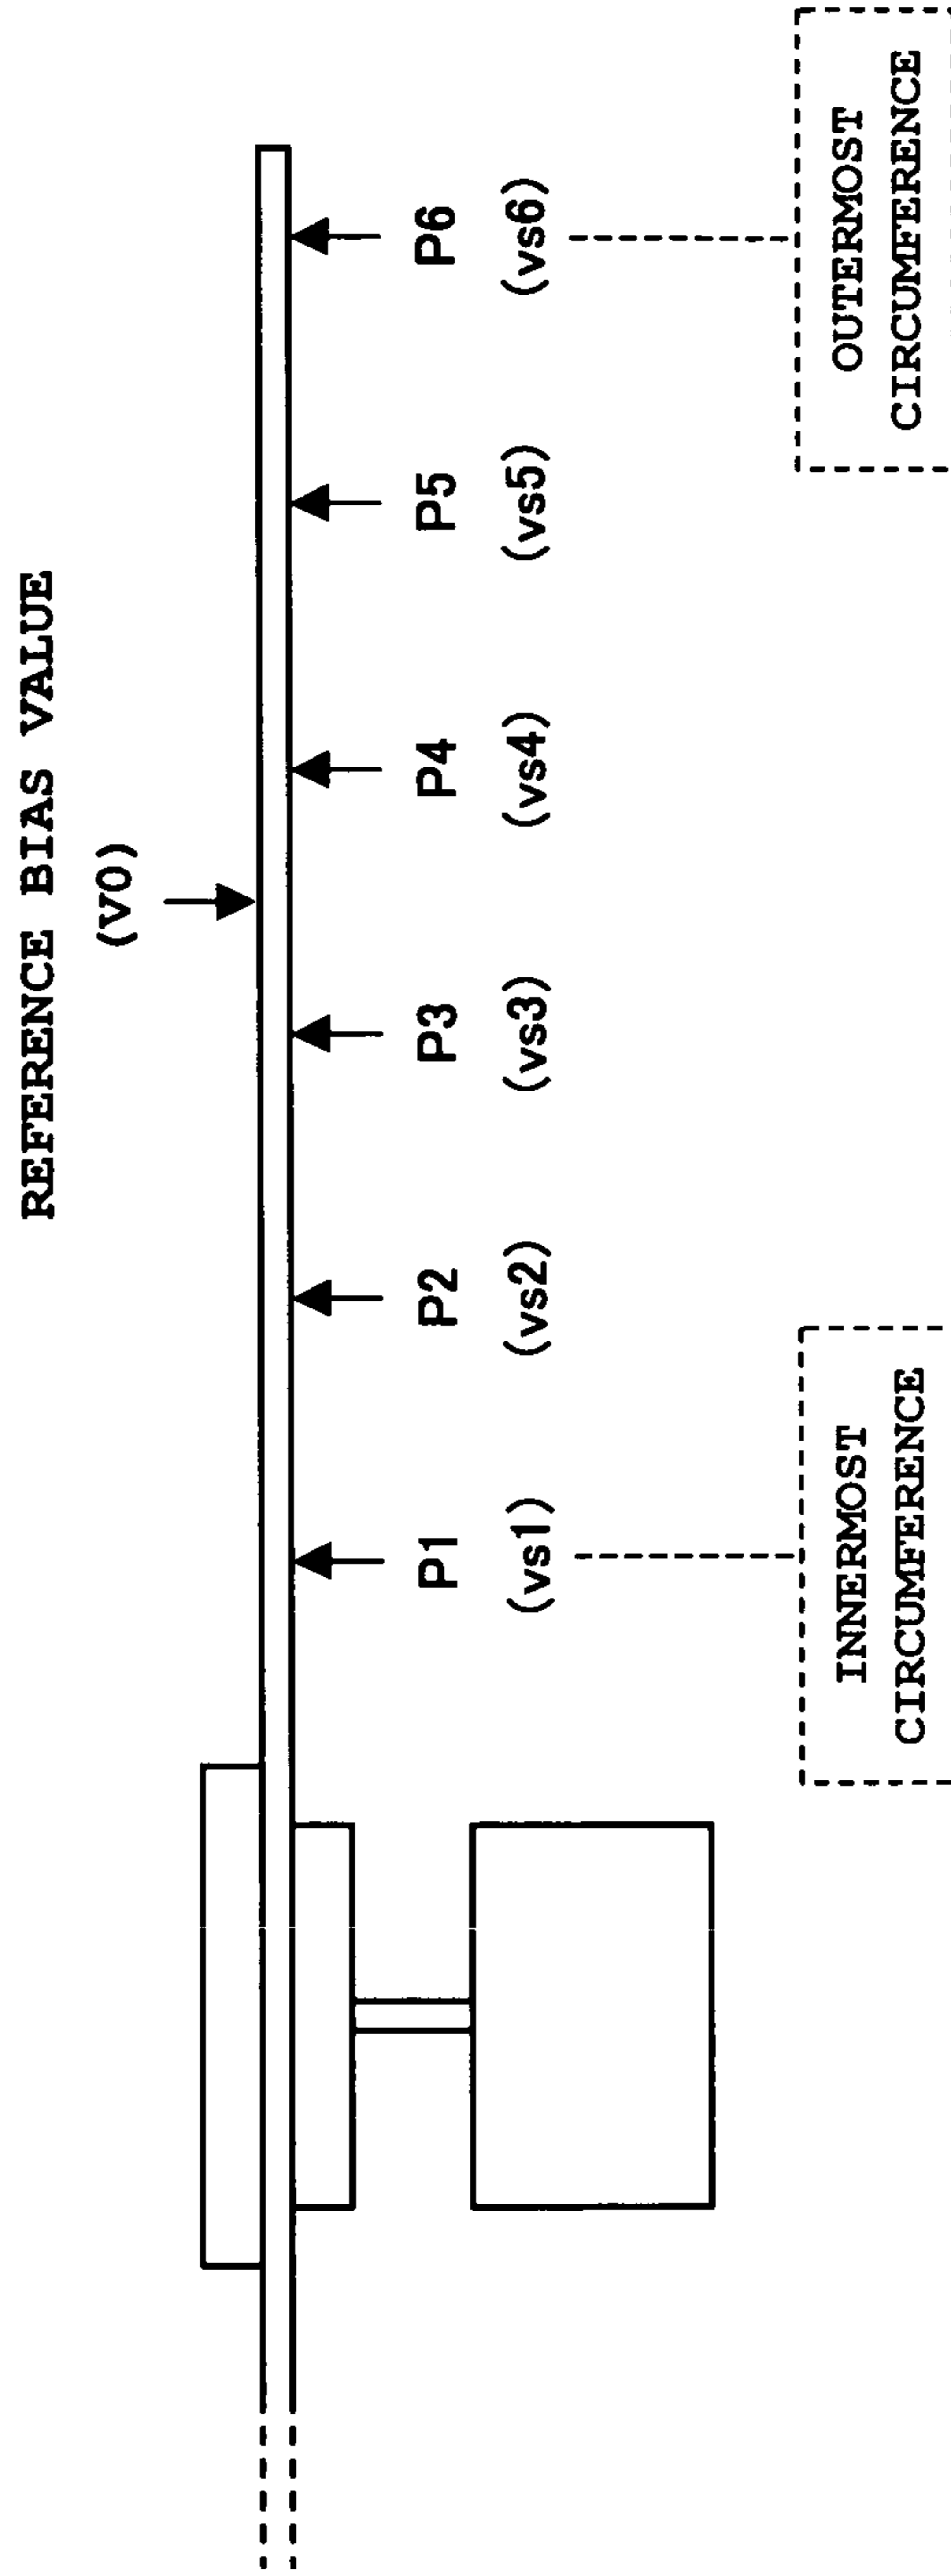 REFERENCE BIAS VALUE
(V0)
P1 P2 P3 P4 P5 P6
(vs1) (vs2) (vs3) (vs4) (vs5) (vs6)
INNERMOST
CIRCUMFERENCE
OUTERMOST
CIRCUMFERENCE